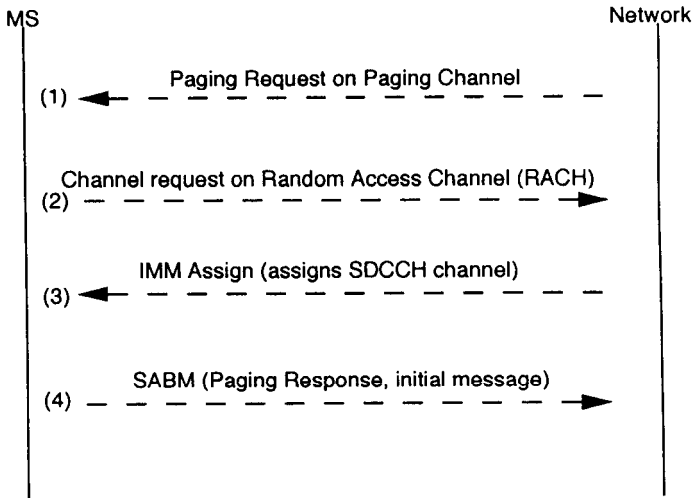 MS
Network
Paging Request on Paging Channel
(1)
Channel request on Random Access Channel (RACH)
(2)
IMM Assign (assigns SDCCH channel)
(3)
SABM (Paging Response, initial message)
(4)